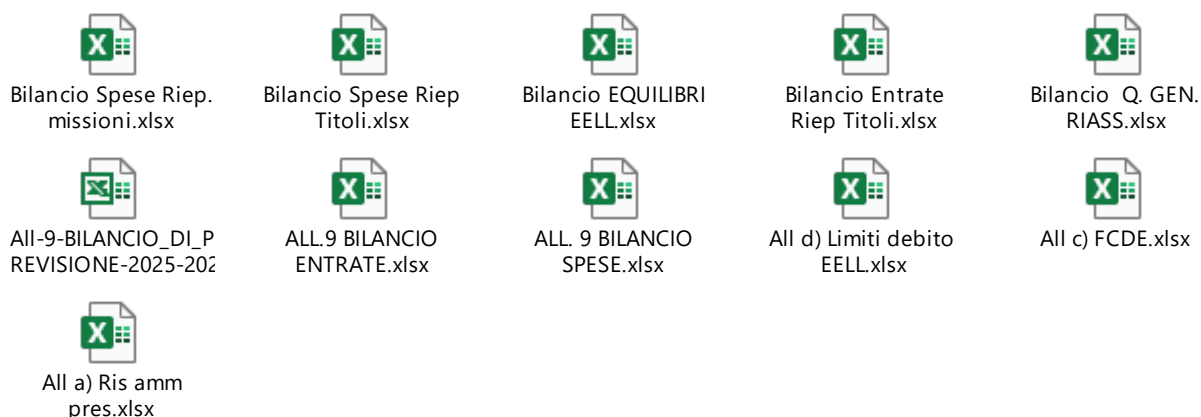 Bilancio Spese Riep.
missioni.xlsx
Bilancio Spese Riep
Titoli.xlsx
Bilancio EQUILIBRI
EELL.xlsx
Bilancio Entrate
Riep Titoli.xlsx
Bilancio  Q. GEN.
RIASS.xlsx
All-9-BILANCIO_DI_P
REVISIONE-2025-202
ALL.9 BILANCIO
ENTRATE.xlsx
ALL. 9 BILANCIO
SPESE.xlsx
All d) Limiti debito
EELL.xlsx
All c) FCDE.xlsx
All a) Ris amm
pres.xlsx